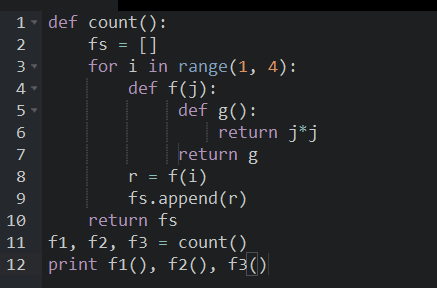 1 def count():
2     fs = []
3     for i in range(1, 4):
4         def f(j):
5             def g():
6                 return j*j
7             return g
8         r = f(i)
9         fs.append(r)
10     return fs
11 f1, f2, f3 = count()
12 print f1(), f2(), f3()